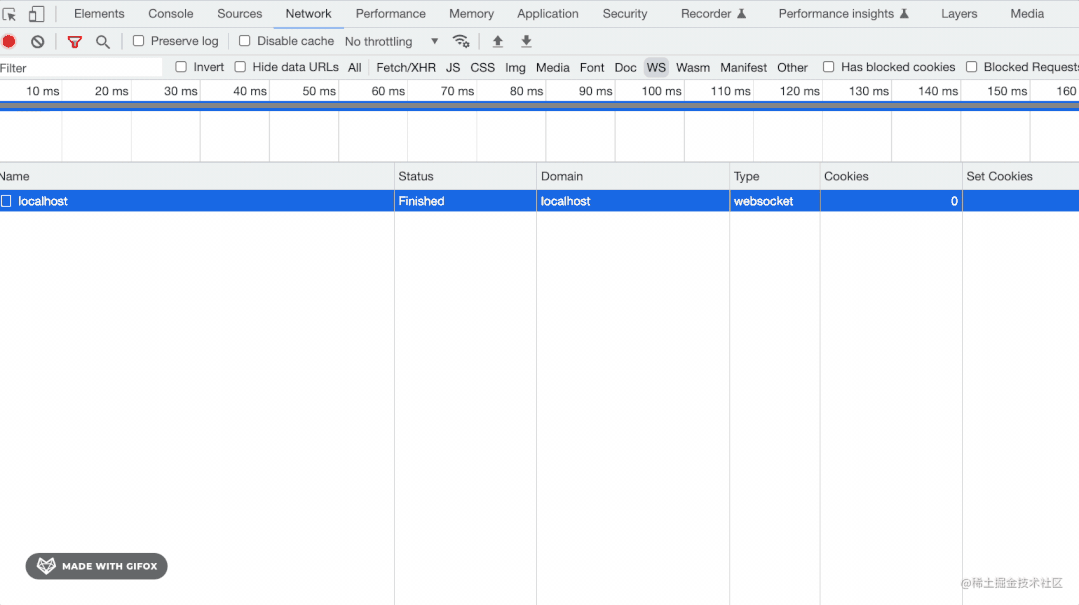 Elements Console Sources Network Performance Memory Application Security Recorder Performance insights Layers Media
Preserve log Disable cache No throttling
Filter Invert Hide data URLs All Fetch/XHR JS CSS Img Media Font Doc WS Wasm Manifest Other Has blocked cookies Blocked Requests
10 ms 20 ms 30 ms 40 ms 50 ms 60 ms 70 ms 80 ms 90 ms 100 ms 110 ms 120 ms 130 ms 140 ms 150 ms 160
Name Status Domain Type Cookies Set Cookies
localhost Finished localhost websocket 0
MADE WITH GIFOX
@稀土掘金技术社区